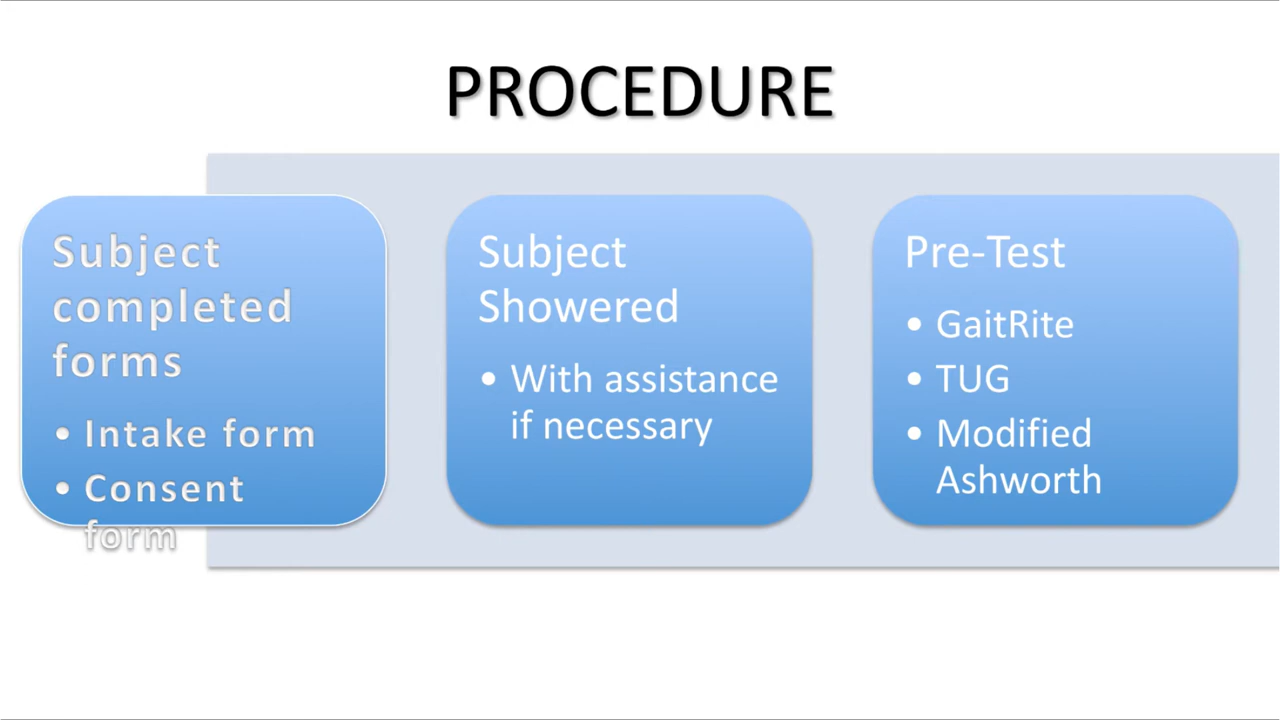 PROCEDURE
Subject
completed
forms
• Intake form
• Consent
form
Subject
Showered
• With assistance
if necessary
Pre-Test
• GaitRite
• TUG
• Modified
Ashworth